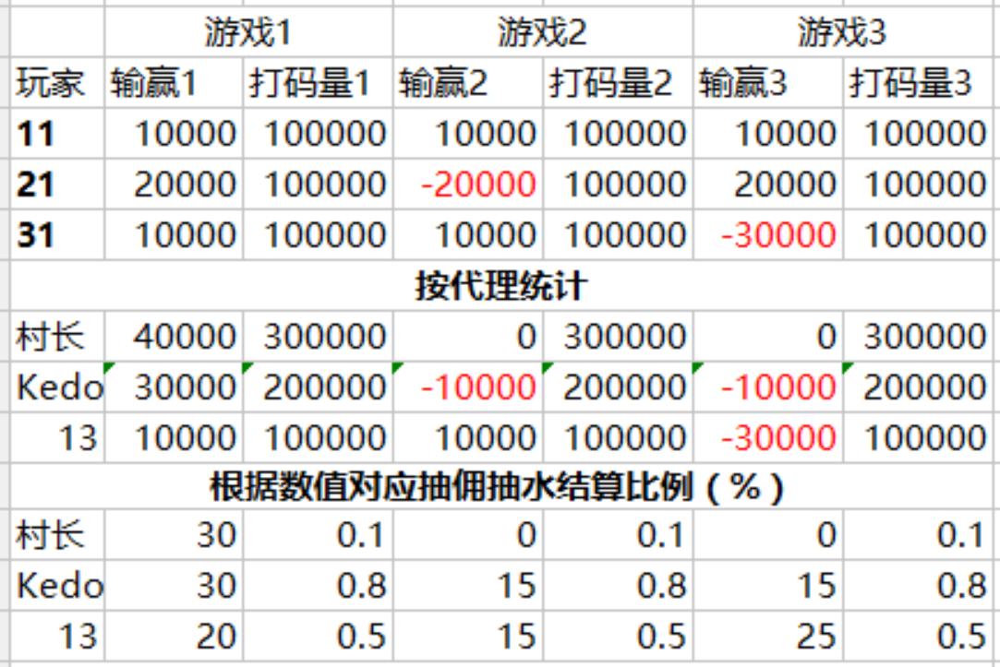 游戏1 游戏2 游戏3
玩家 输赢1 打码量1 输赢2 打码量2 输赢3 打码量3
11 10000 100000 10000 100000 10000 100000
21 20000 100000 -20000 100000 20000 100000
31 10000 100000 10000 100000 -30000 100000
按代理统计
村长 40000 300000 0 300000 0 300000
Kedo 30000 200000 -10000 200000 -10000 200000
13 10000 100000 10000 100000 -30000 100000
根据数值对应抽佣抽水结算比例（%）
村长 30 0.1 0 0.1 0 0.1
Kedo 30 0.8 15 0.8 15 0.8
13 20 0.5 15 0.5 25 0.5